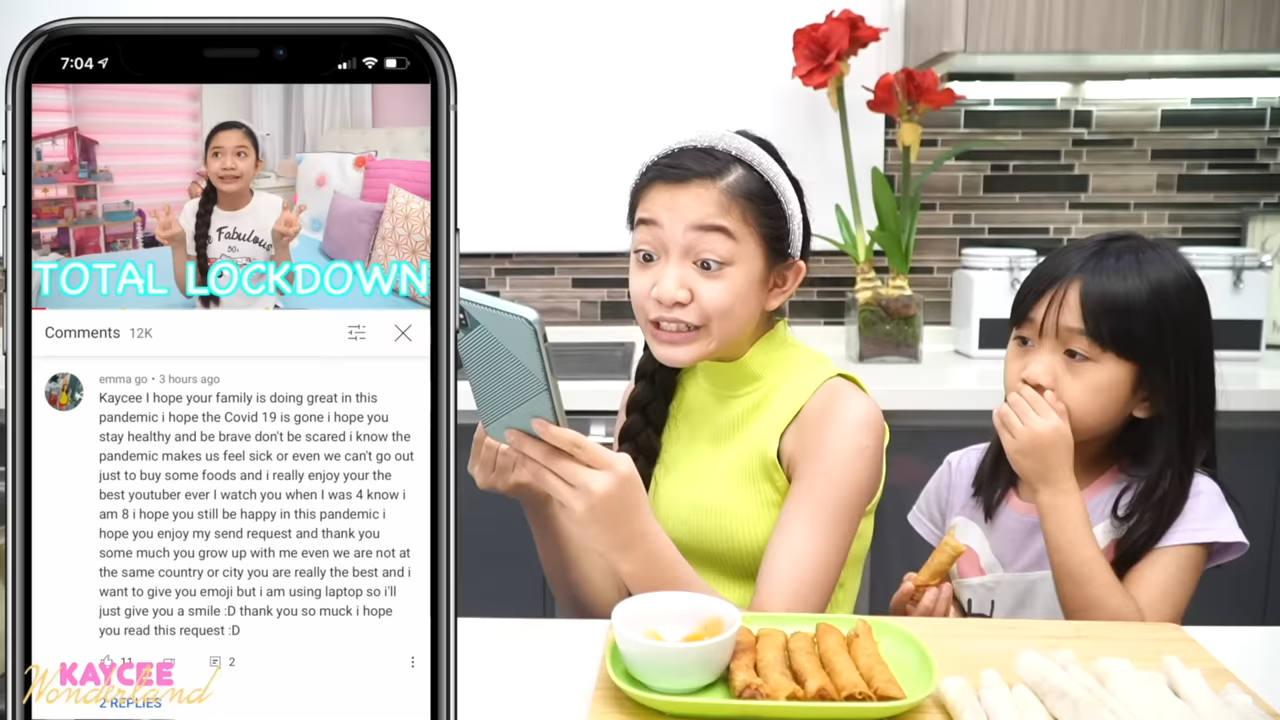 7:04
e Fabulous
50s
TOTAL LOCKDOWN
Comments 12K
emma go • 3 hours ago
Kaycee I hope your family is doing great in this
pandemic i hope the Covid 19 is gone i hope you
stay healthy and be brave don't be scared i know the
pandemic makes us feel sick or even we can't go out
just to buy some foods and i really enjoy your the
best youtuber ever I watch you when I was 4 know i
am 8 i hope you still be happy in this pandemic i
hope you enjoy my send request and thank you
some much you grow up with me even we are not at
the same country or city you are really the best and i
want to give you emoji but i am using laptop so i'll
just give you a smile :D thank you so muck i hope
you read this request :D
11 2
KAYCEE
Wonderland
2 REPLIES